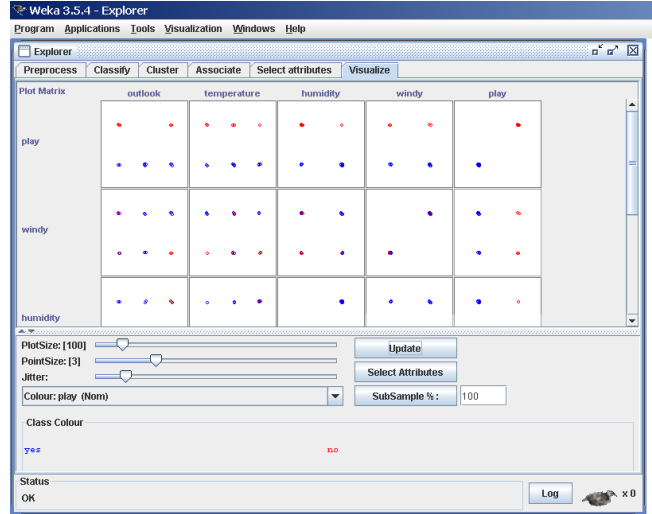 Weka 3.5.4 - Explorer
Program Applications Tools Visualization Windows Help
Explorer
Preprocess Classify Cluster Associate Select attributes Visualize
Plot Matrix outlook temperature humidity windy play
play
windy
humidity
PlotSize: [100]
PointSize: [3]
Jitter:
Update
Select Attributes
Colour: play (Nom)
SubSample % : 100
Class Colour
yes no
Status
OK
Log x 0